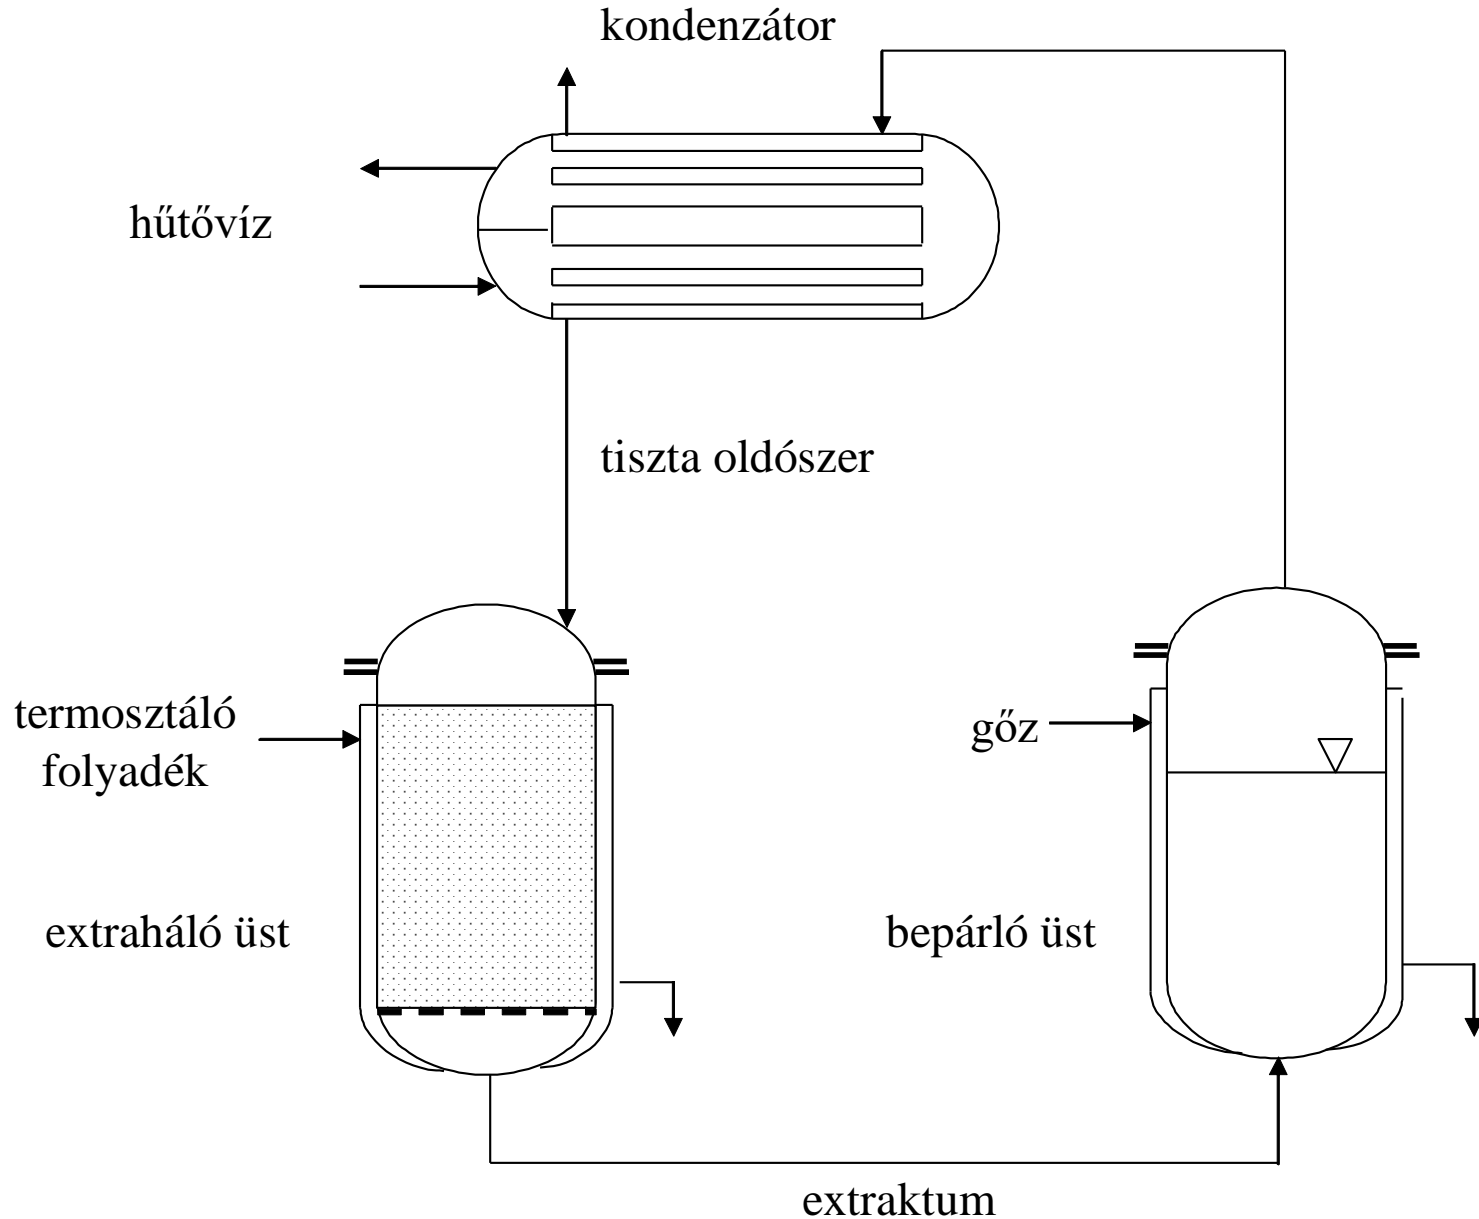 kondenzátor
hűtővíz
tiszta oldószer
termosztáló
folyadék
gőz
extraháló üst
bepárló üst
extraktum